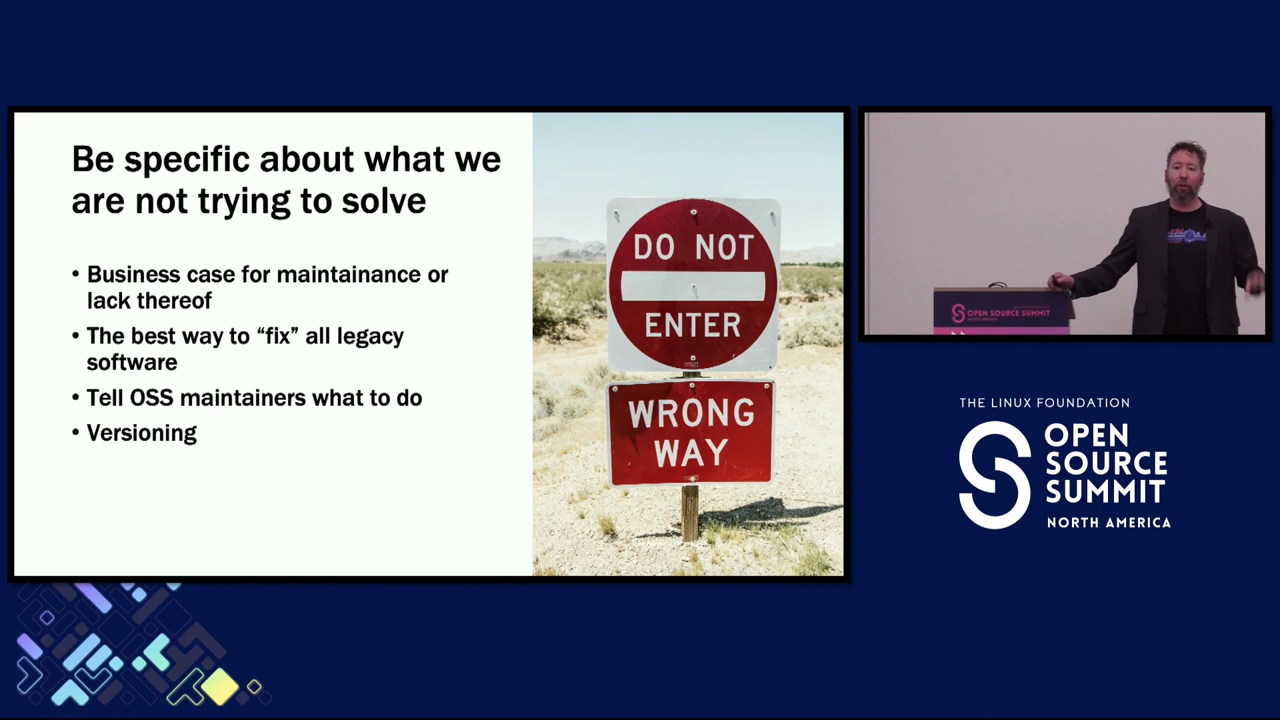 Be specific about what we
are not trying to solve
• Business case for maintainance or
lack thereof
• The best way to “fix” all legacy
software
• Tell OSS maintainers what to do
• Versioning
DO NOT
ENTER
WRONG
WAY
OPEN SOURCE SUMMIT
THE LINUX FOUNDATION
OPEN
SOURCE
SUMMIT
NORTH AMERICA